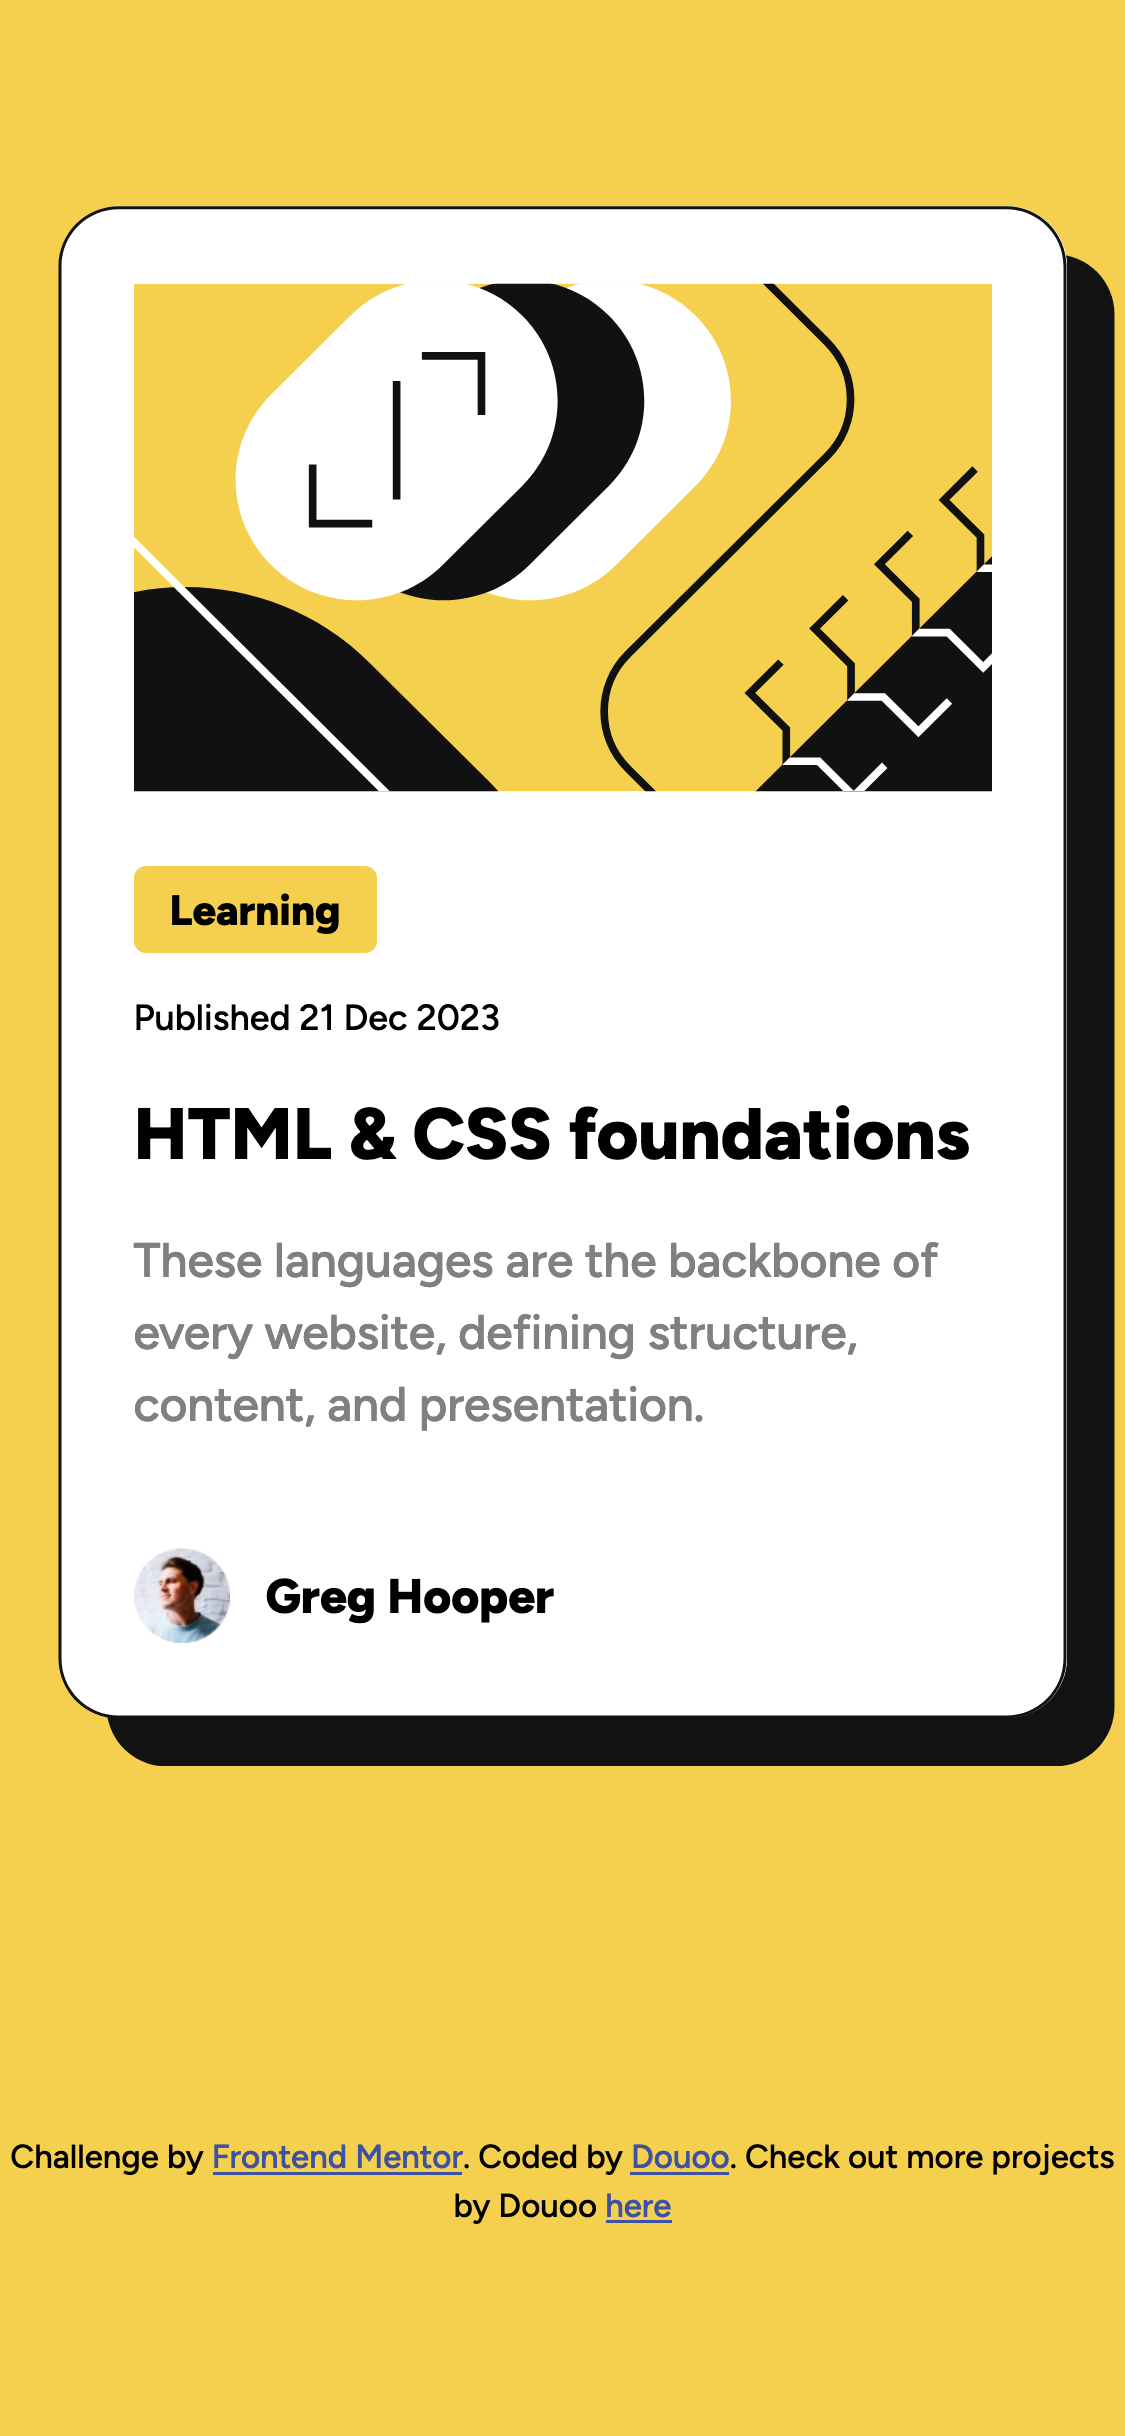 Learning
Published 21 Dec 2023
HTML & CSS foundations
These languages are the backbone of
every website, defining structure,
content, and presentation.
Greg Hooper
Challenge by Frontend Mentor. Coded by Douoo. Check out more projects
by Douoo here